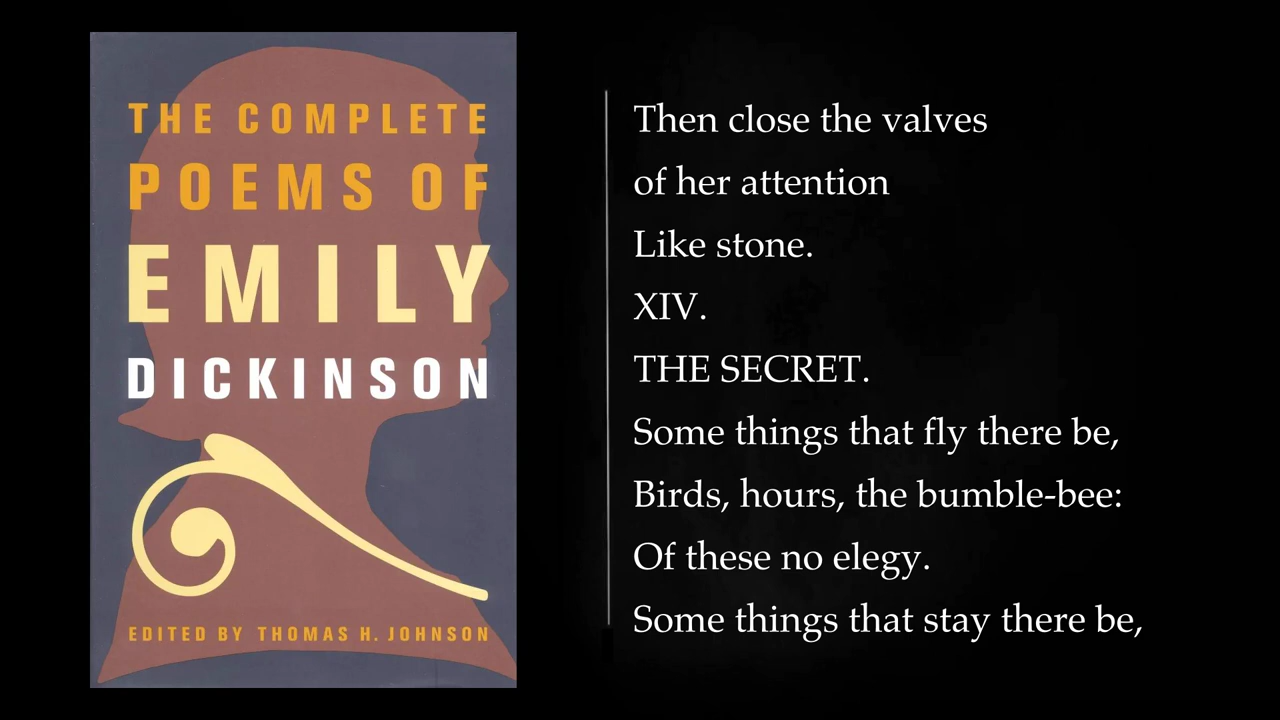 THE COMPLETE
POEMS OF
EMILY
DICKINSON
EDITED BY THOMAS H. JOHNSON
Then close the valves
of her attention
Like stone.
XIV.
THE SECRET.
Some things that fly there be,
Birds, hours, the bumble-bee:
Of these no elegy.
Some things that stay there be,